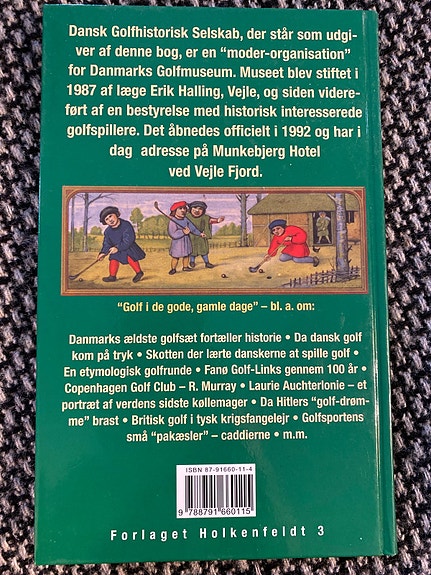 Dansk Golfhistorisk Selskab, der står som udgi-
ver af denne bog, er en "moder-organisation"
for Danmarks Golfmuseum. Museet blev stiftet i
1987 af læge Erik Halling, Vejle, og siden videre-
ført af en bestyrelse med historisk interesserede
golfspillere. Det åbnedes officielt i 1992 og har i
dag adresse på Munkebjerg Hotel
ved Vejle Fjord.
"Golf i de gode, gamle dage" – bl. a. om:
Danmarks ældste golfsæt fortæller historie • Da dansk golf
kom på tryk • Skotten der lærte danskerne at spille golf •
En etymologisk golfrunde • Fanø Golf-Links gennem 100 år •
Copenhagen Golf Club – R. Murray • Laurie Auchterlonie – et
portræt af verdens sidste køllemager • Da Hitlers "golf-drøm-
me" brast • Britisk golf i tysk krigsfangelejr • Golfsportens
små "pakæsler" – caddierne • m.m.
ISBN 87-91660-11-4
9 788791 660115
Forlaget Holkenfeldt 3